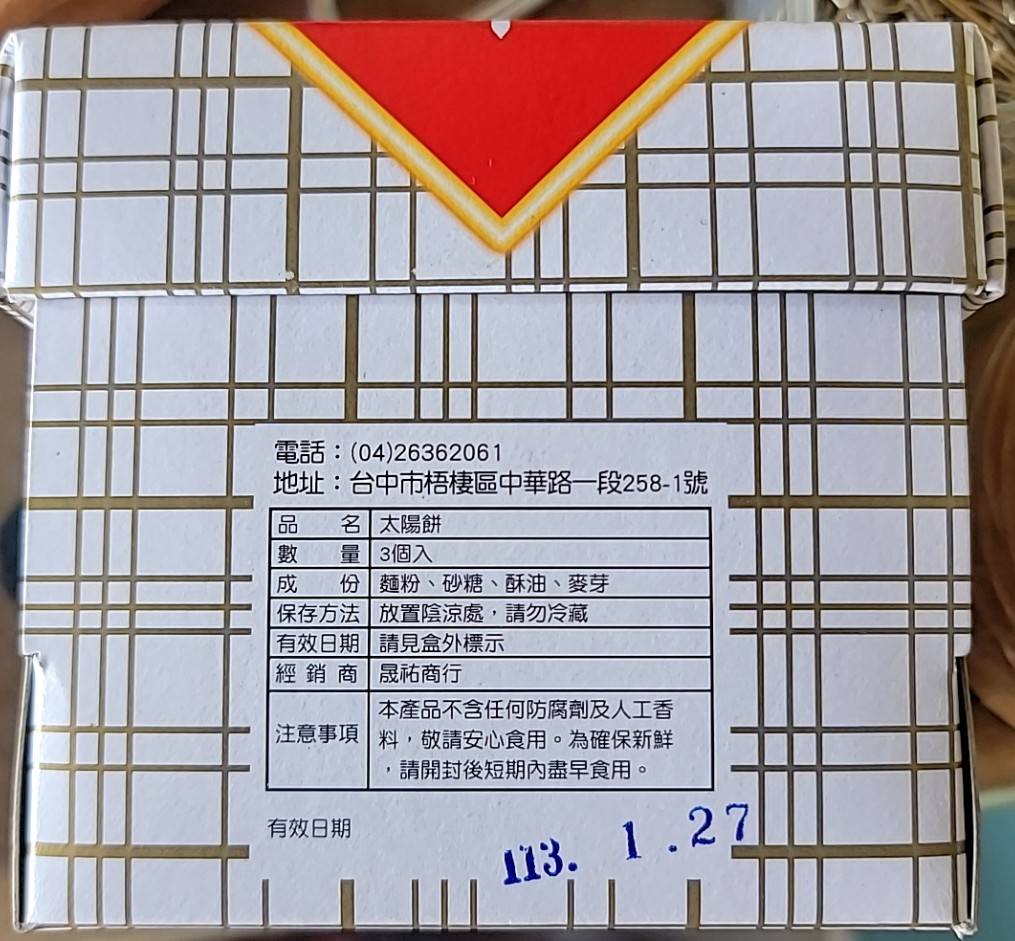 電話：(04)26362061
地址：台中市梧棲區中華路一段258-1號
品名 太陽餅
數量 3個入
成份 麵粉、砂糖、酥油、麥芽
保存方法 放置陰涼處，請勿冷藏
有效日期 請見盒外標示
經銷商 晟祐商行
注意事項 本產品不含任何防腐劑及人工香
料，敬請安心食用。為確保新鮮
，請開封後短期內盡早食用。
有效日期 113. 1.27